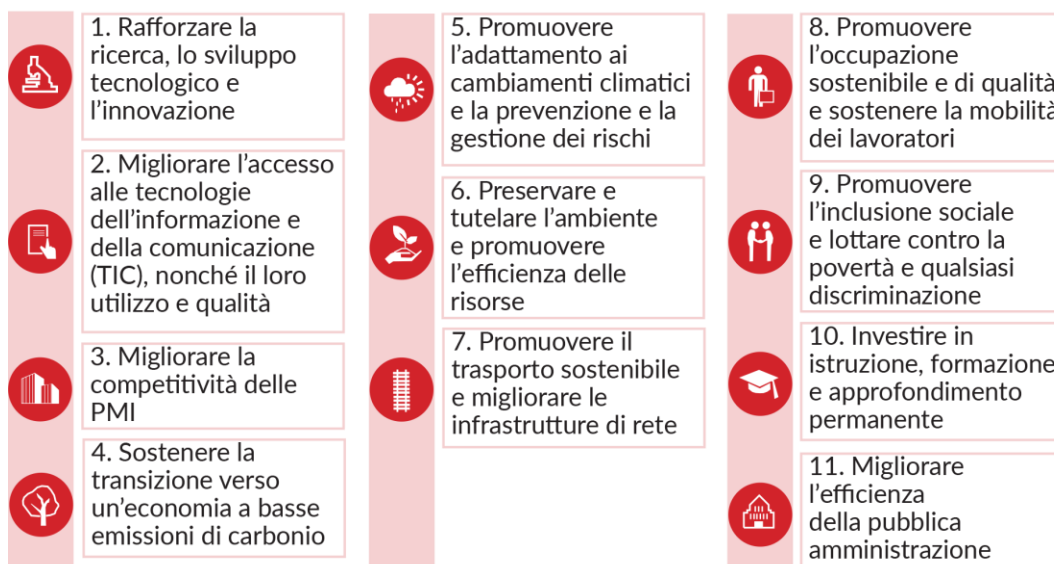 1. Rafforzare la
ricerca, lo sviluppo
tecnologico e
l’innovazione
2. Migliorare l’accesso
alle tecnologie
dell’informazione e
della comunicazione
(TIC), nonché il loro
utilizzo e qualità
3. Migliorare la
competitività delle
PMI
4. Sostenere la
transizione verso
un’economia a basse
emissioni di carbonio
5. Promuovere
l’adattamento ai
cambiamenti climatici
e la prevenzione e la
gestione dei rischi
6. Preservare e
tutelare l’ambiente
e promuovere
l’efficienza delle
risorse
7. Promuovere il
trasporto sostenibile
e migliorare le
infrastrutture di rete
8. Promuovere
l’occupazione
sostenibile e di qualità
e sostenere la mobilità
dei lavoratori
9. Promuovere
l’inclusione sociale
e lottare contro la
povertà e qualsiasi
discriminazione
10. Investire in
istruzione, formazione
e approfondimento
permanente
11. Migliorare
l’efficienza
della pubblica
amministrazione